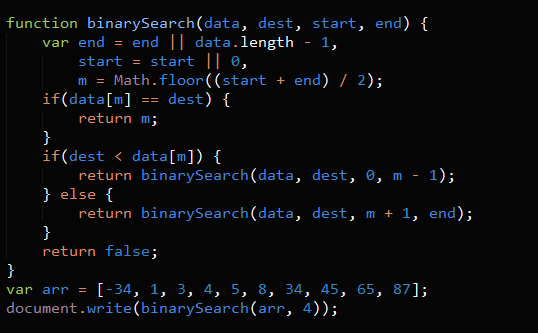 function binarySearch(data, dest, start, end) {
    var end = end || data.length - 1,
        start = start || 0,
        m = Math.floor((start + end) / 2);
    if(data[m] == dest) {
        return m;
    }
    if(dest < data[m]) {
        return binarySearch(data, dest, 0, m - 1);
    } else {
        return binarySearch(data, dest, m + 1, end);
    }
    return false;
}
var arr = [-34, 1, 3, 4, 5, 8, 34, 45, 65, 87];
document.write(binarySearch(arr, 4));